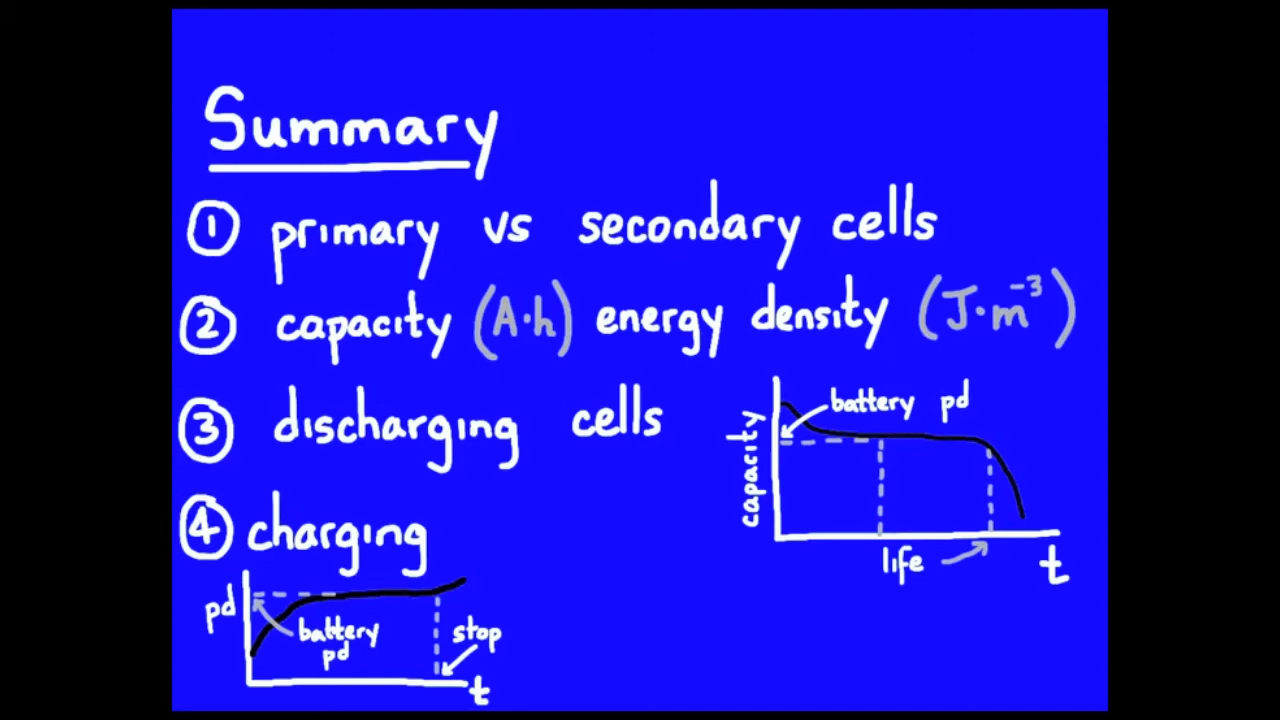 Summary
① primary vs secondary cells
② capacity (A·h) energy density (J·m⁻³)
③ discharging cells
battery pd
capacity
life
t
④ charging
pd
battery
pd
stop
t